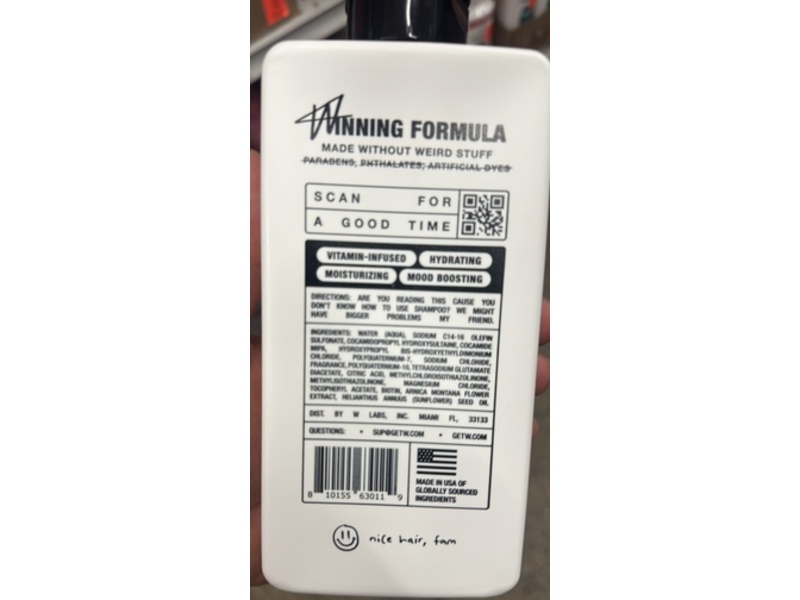 WINNING FORMULA
MADE WITHOUT WEIRD STUFF
PARABENS, PHTHALATES, ARTIFICIAL DYES
SCAN FOR
A GOOD TIME
VITAMIN-INFUSED HYDRATING
MOISTURIZING MOOD BOOSTING
DIRECTIONS: ARE YOU READING THIS CAUSE YOU
DON'T KNOW HOW TO USE SHAMPOO? WE MIGHT
HAVE BIGGER PROBLEMS MY FRIEND.
INGREDIENTS: WATER (AQUA), SODIUM C14-16 OLEFIN
SULFONATE, COCAMIDOPROPYL HYDROXYSULTAINE, COCAMIDE
MIPA, HYDROXYPROPYL BIS-HYDROXYETHYLDIMONIUM
CHLORIDE, POLYQUATERNIUM-7, SODIUM CHLORIDE,
FRAGRANCE, POLYQUATERNIUM-10, TETRASODIUM GLUTAMATE
DIACETATE, CITRIC ACID, METHYLCHLOROISOTHIAZOLINONE,
METHYLISOTHIAZOLINONE, MAGNESIUM CHLORIDE,
TOCOPHERYL ACETATE, BIOTIN, ARNICA MONTANA FLOWER
EXTRACT, HELIANTHUS ANNUUS (SUNFLOWER) SEED OIL
DIST. BY W LABS, INC. MIAMI FL, 33133
QUESTIONS: • SUP@GETW.COM • GETW.COM
8 10155 63011 9
MADE IN USA OF
GLOBALLY SOURCED
INGREDIENTS
nice hair, fam